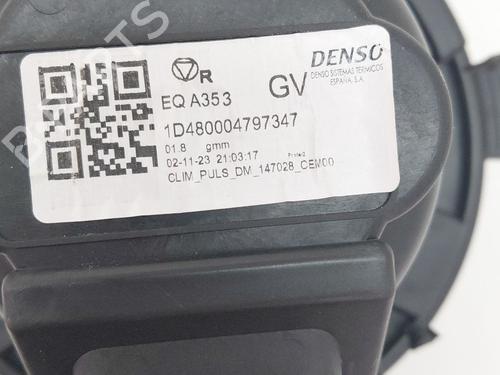 R
DENSO
DENSO SISTEMAS TERMICOS
ESPAÑA, S.A.
EQ A353
GV
1D480004797347
01.8 gmm
02-11-23 21:03:17
CLIM_PULS_DM_147028_CEM00